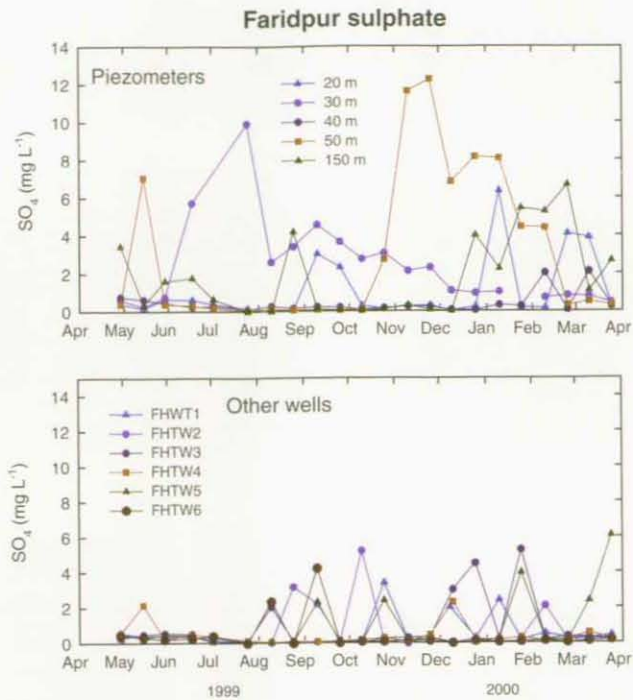 Faridpur sulphate
14
12
10
8
6
4
2
0
SO4 (mg L-1)
Piezometers
20 m
30 m
40 m
50 m
150 m
Apr May Jun Jul Aug Sep Oct Nov Dec Jan Feb Mar Apr
14
12
10
8
6
4
2
0
SO4 (mg L-1)
Other wells
FHWT1
FHTW2
FHTW3
FHTW4
FHTW5
FHTW6
Apr May Jun Jul Aug Sep Oct Nov Dec Jan Feb Mar Apr
1999 2000